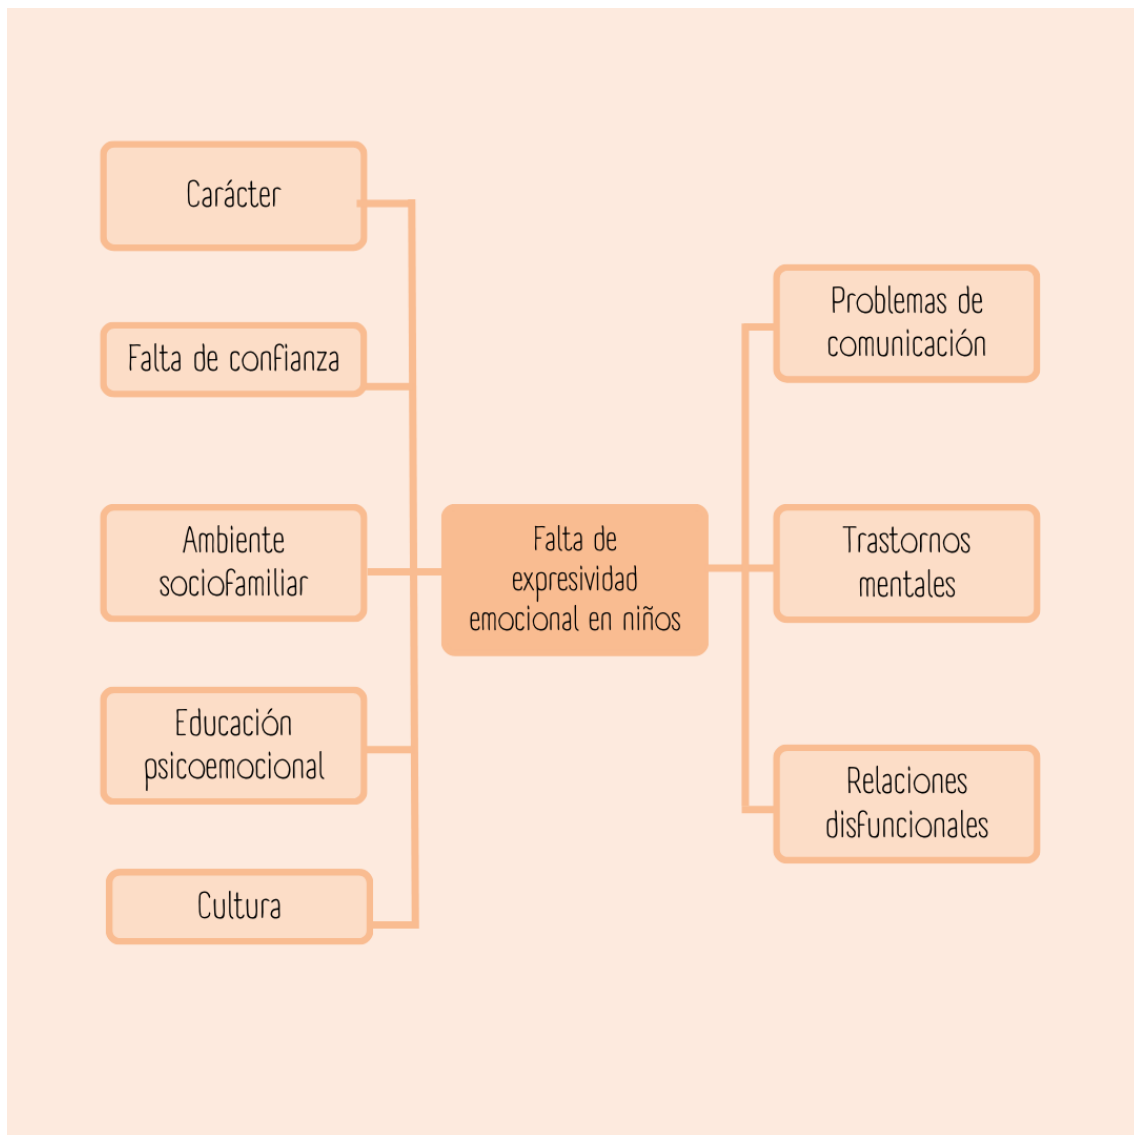 Carácter
Falta de confianza
Ambiente
sociofamiliar
Educación
psicoemocional
Cultura
Falta de
expresividad
emocional en niños
Problemas de
comunicación
Trastornos
mentales
Relaciones
disfuncionales